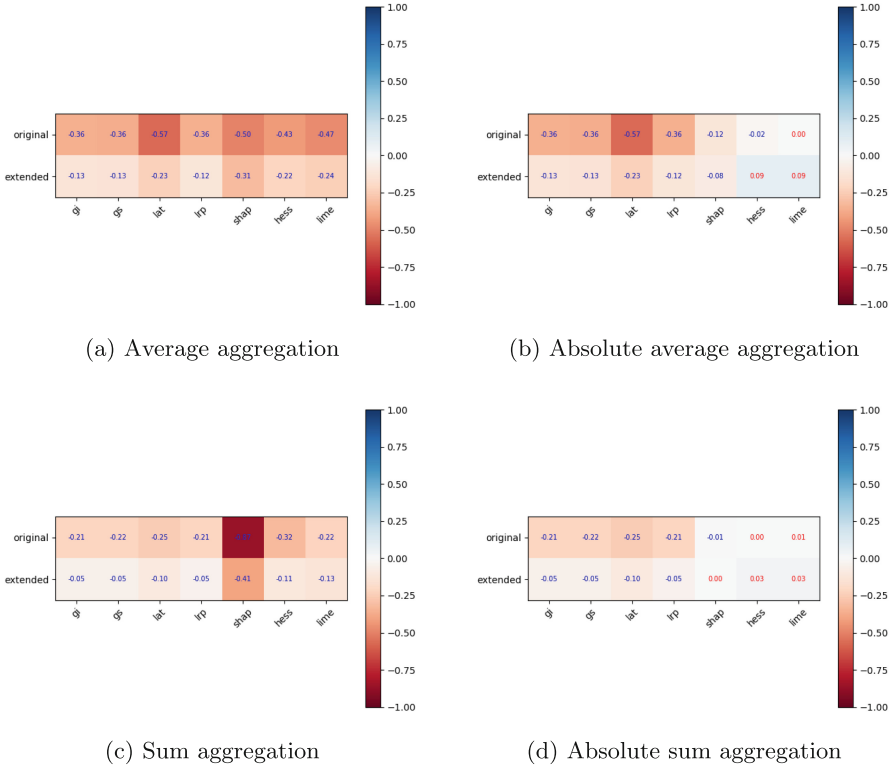 1.00
0.75
0.50
0.25
0.00
−0.25
−0.50
−0.75
−1.00
original -0.36 -0.36 -0.57 -0.36 -0.50 -0.43 -0.47
extended -0.13 -0.13 -0.23 -0.12 -0.31 -0.22 -0.24
gi gs lat lrp shap hess lime
(a) Average aggregation
1.00
0.75
0.50
0.25
0.00
−0.25
−0.50
−0.75
−1.00
original -0.36 -0.36 -0.57 -0.36 -0.12 -0.02 0.00
extended -0.13 -0.13 -0.23 -0.12 -0.08 0.09 0.09
gi gs lat lrp shap hess lime
(b) Absolute average aggregation
1.00
0.75
0.50
0.25
0.00
−0.25
−0.50
−0.75
−1.00
original -0.21 -0.22 -0.25 -0.21 -0.32 -0.22
extended -0.05 -0.05 -0.10 -0.05 -0.41 -0.11 -0.13
gi gs lat lrp shap hess lime
(c) Sum aggregation
1.00
0.75
0.50
0.25
0.00
−0.25
−0.50
−0.75
−1.00
original -0.21 -0.22 -0.25 -0.21 -0.01 0.00 0.01
extended -0.05 -0.05 -0.10 -0.05 0.00 0.03 0.03
gi gs lat lrp shap hess lime
(d) Absolute sum aggregation